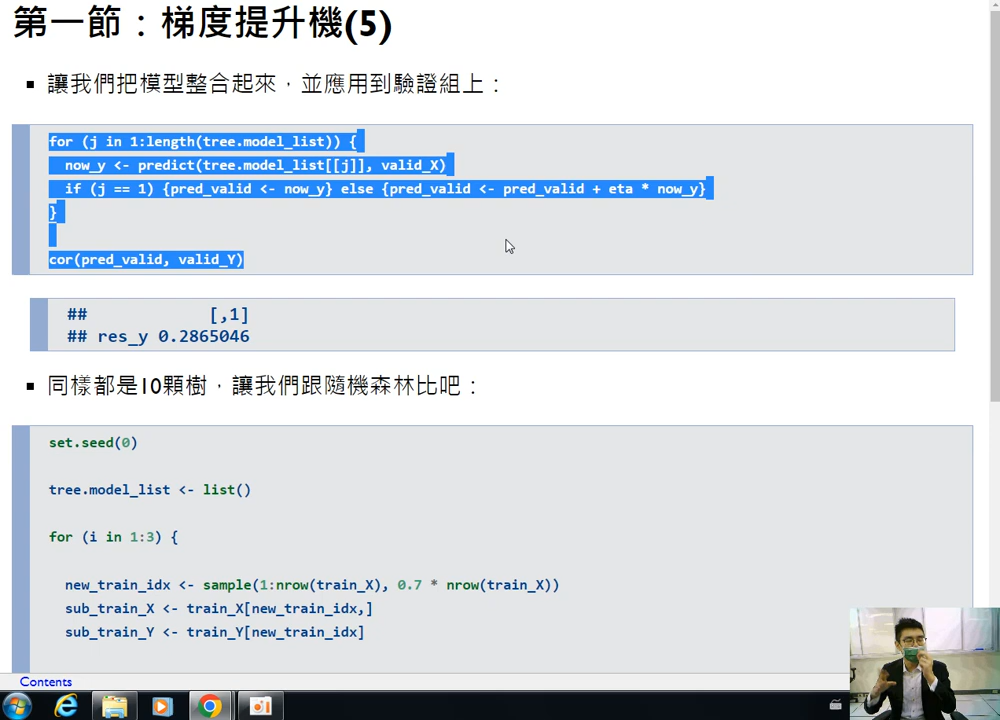 第一節：梯度提升機(5)
▪ 讓我們把模型整合起來，並應用到驗證組上：
for (j in 1:length(tree.model_list)) {
  now_y <- predict(tree.model_list[[j]], valid_X)
  if (j == 1) {pred_valid <- now_y} else {pred_valid <- pred_valid + eta * now_y}
}
cor(pred_valid, valid_Y)
##            [,1]
## res_y 0.2865046
▪ 同樣都是10顆樹，讓我們跟隨機森林比吧：
set.seed(0)
tree.model_list <- list()
for (i in 1:3) {
  new_train_idx <- sample(1:nrow(train_X), 0.7 * nrow(train_X))
  sub_train_X <- train_X[new_train_idx,]
  sub_train_Y <- train_Y[new_train_idx]
Contents